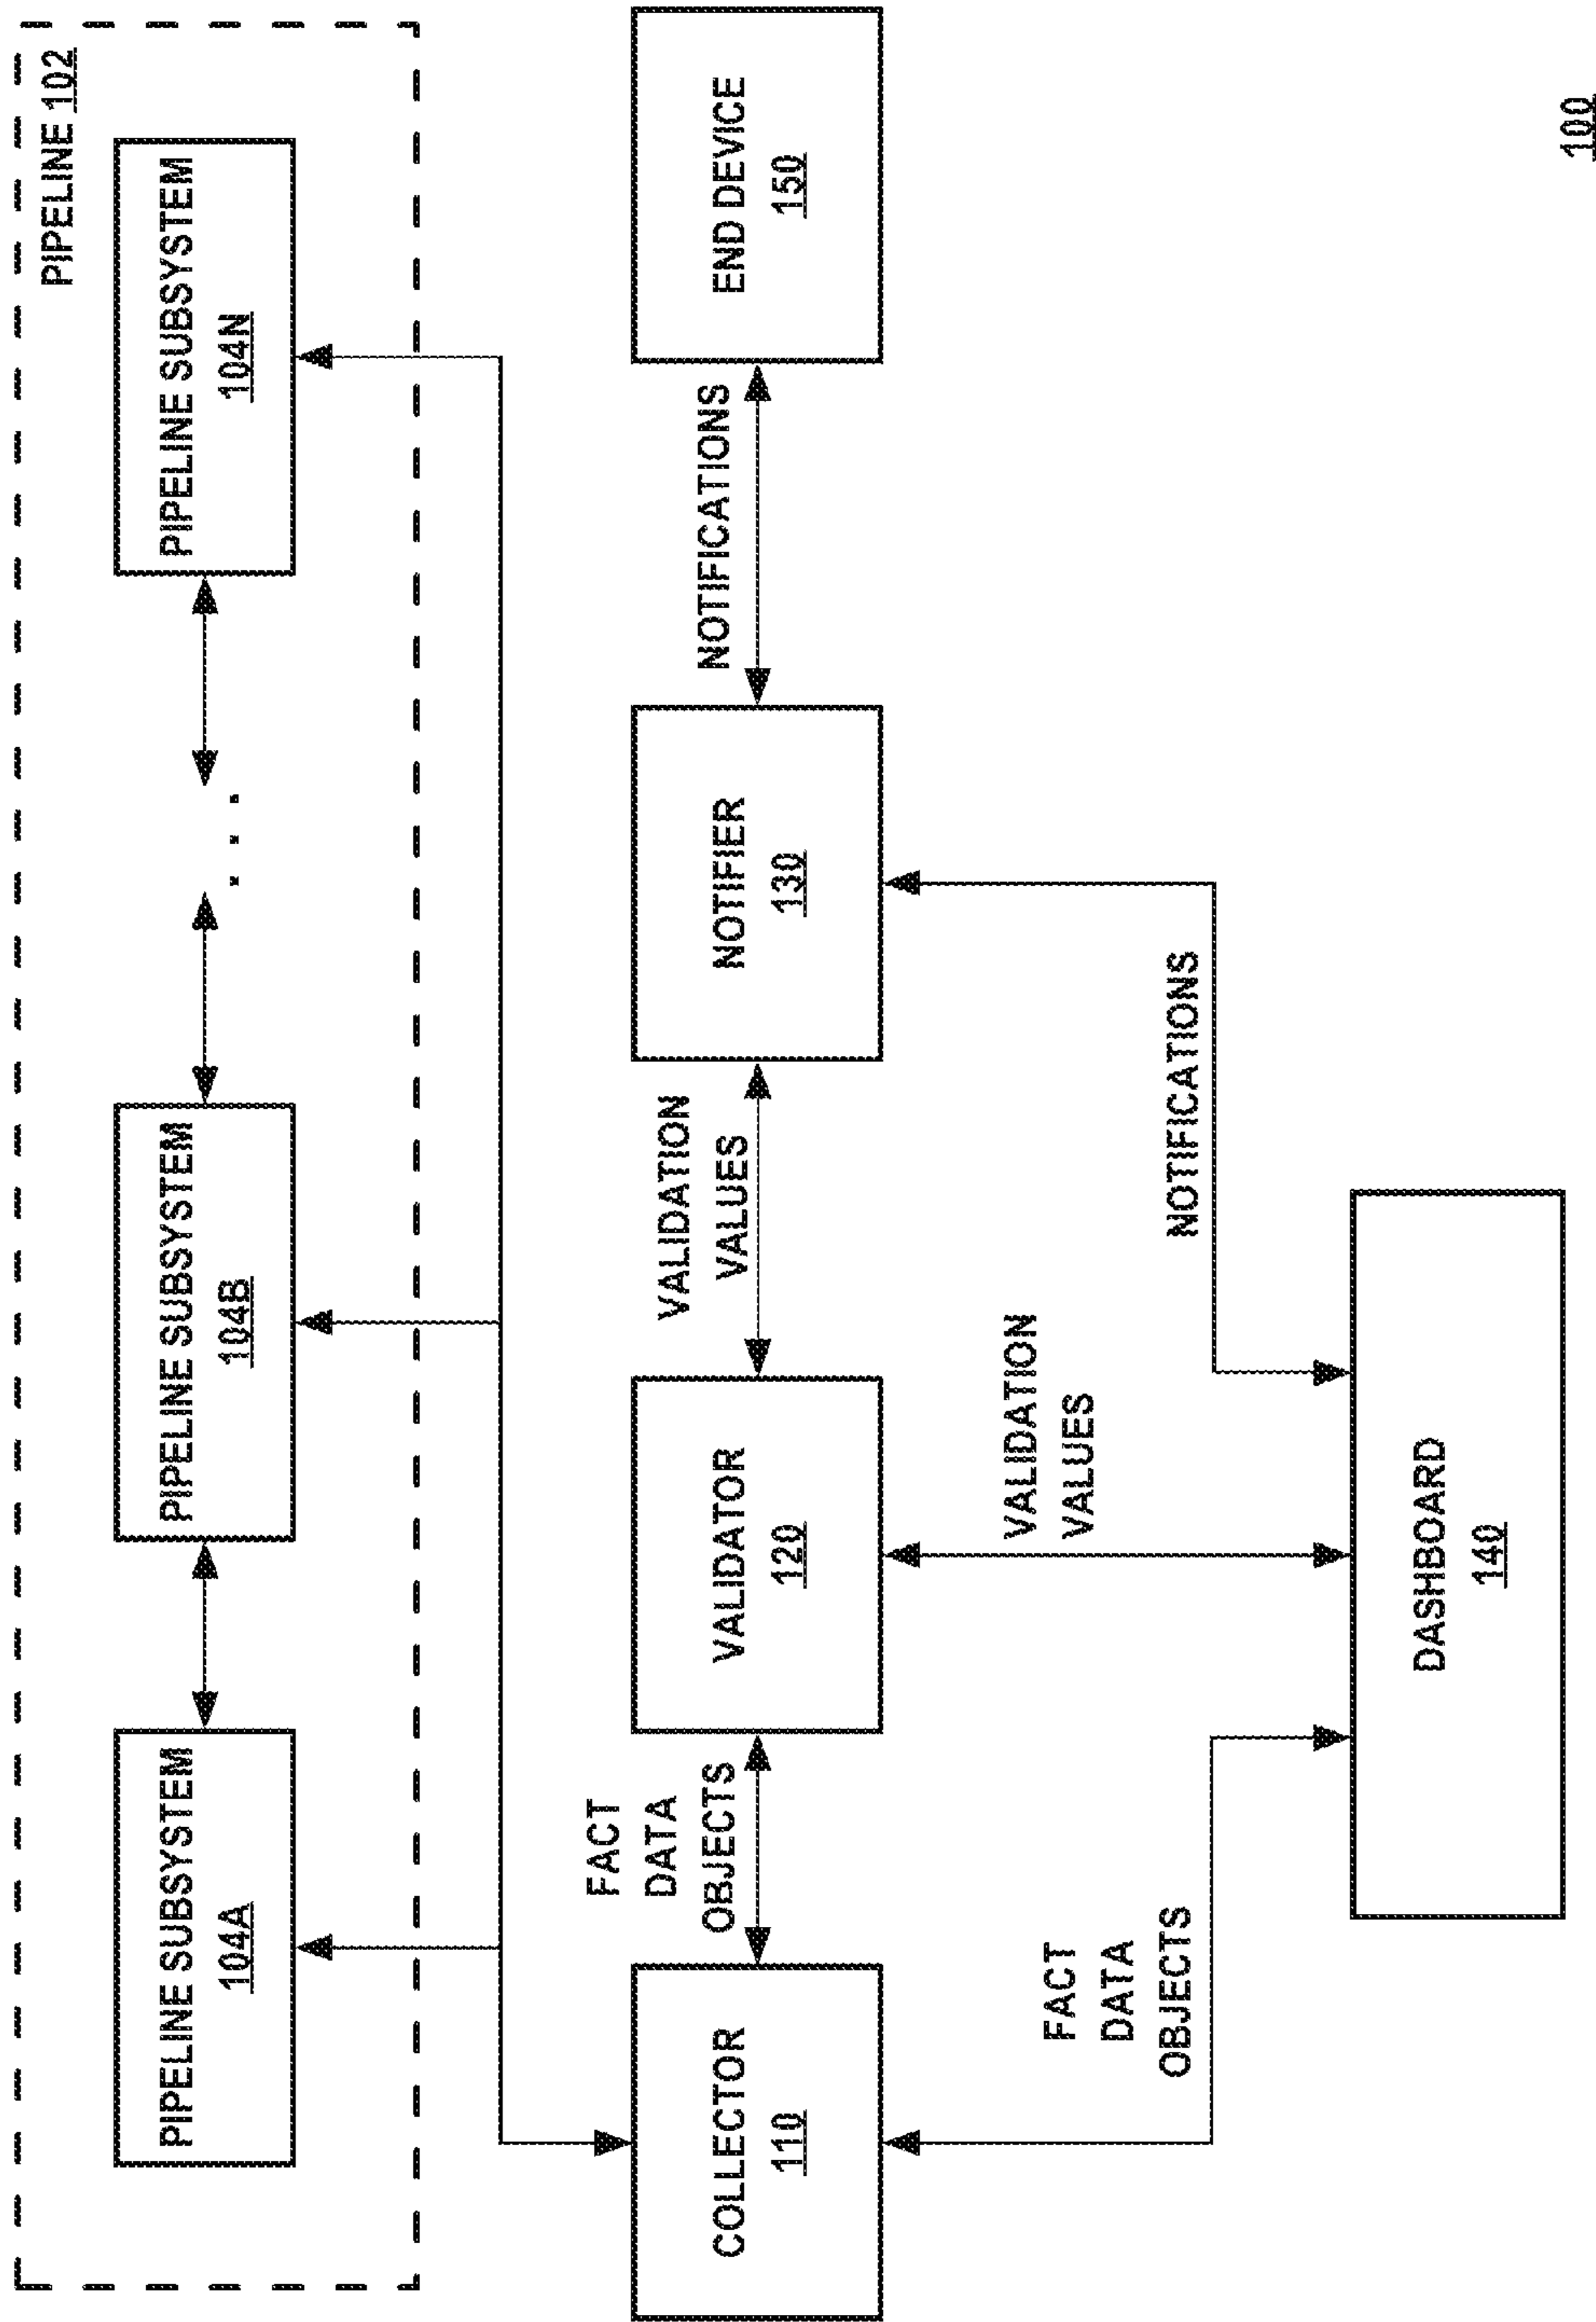 PIPELINE 102
PIPELINE SUBSYSTEM
104A
PIPELINE SUBSYSTEM
104B
. . .
PIPELINE SUBSYSTEM
104N
COLLECTOR
110
FACT
DATA
OBJECTS
VALIDATOR
120
VALIDATION
VALUES
NOTIFIER
130
NOTIFICATIONS
END DEVICE
150
FACT
DATA
OBJECTS
VALIDATION
VALUES
NOTIFICATIONS
DASHBOARD
140
100